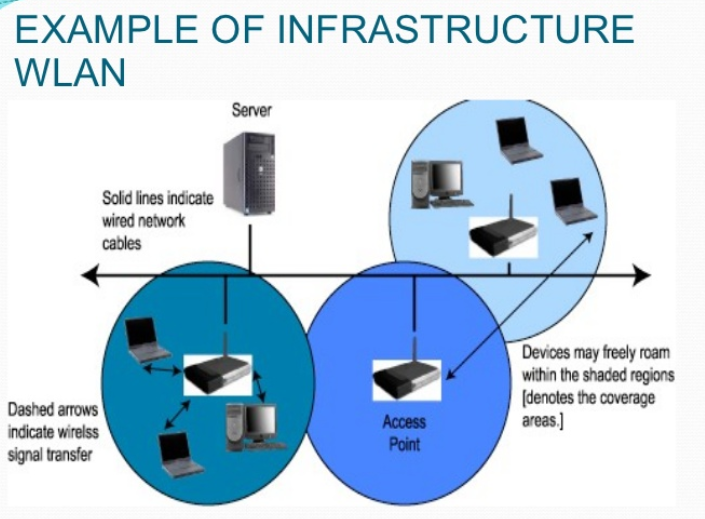 EXAMPLE OF INFRASTRUCTURE
WLAN
Server
Solid lines indicate
wired network
cables
Devices may freely roam
within the shaded regions
[denotes the coverage
areas.]
Dashed arrows
indicate wirelss
signal transfer
Access
Point